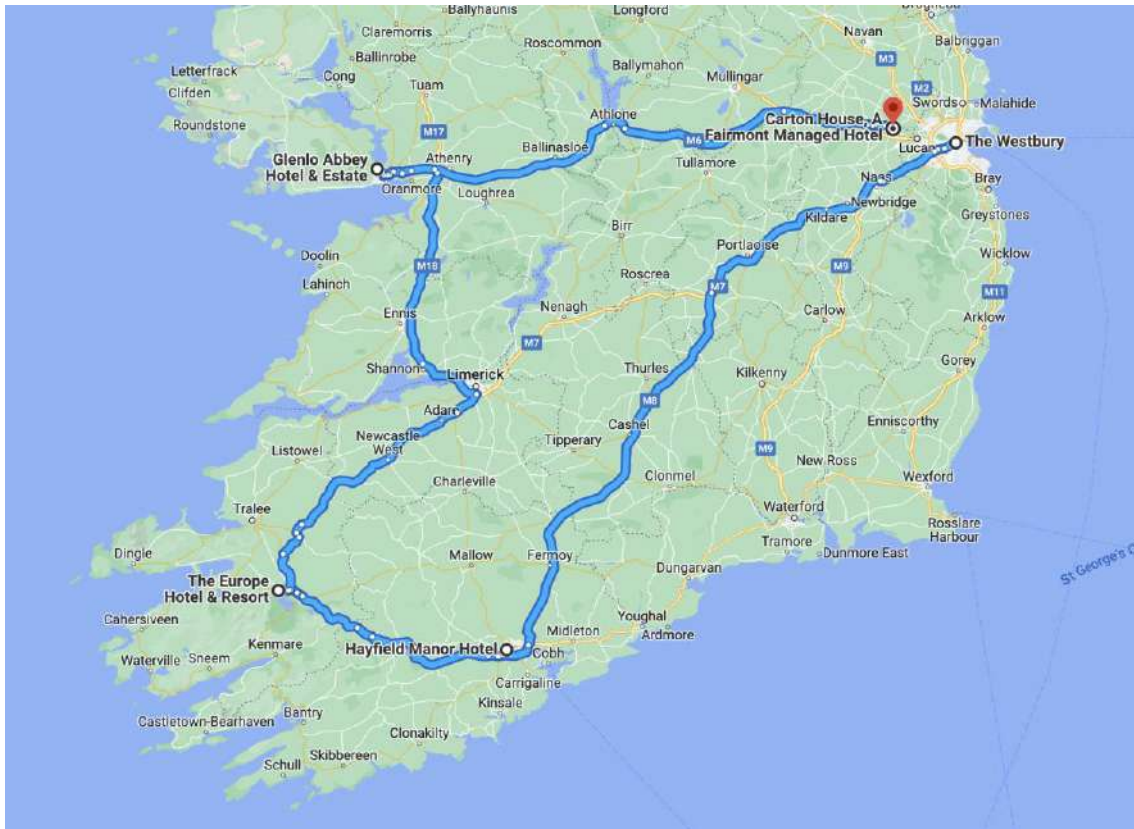 Ballyhaunis
Longford
Claremorris
Roscommon
Navan
Ballinrobe
Balbriggan
Letterfrack
Cong
Ballymahon
Mullingar
M3
Clifden
Tuam
M2
Swords
Malahide
Roundstone
Athlone
Carton House, A
M17
M6
Fairmont Managed Hotel
Lucan
The Westbury
Glenlo Abbey
Hotel & Estate
Athenry
Ballinasloe
Tullamore
Oranmore
Loughrea
Naas
Bray
Newbridge
Greystones
Kildare
Birr
Doolin
Portlaoise
Wicklow
M18
Lahinch
Roscrea
M9
M7
M11
Ennis
Nenagh
Carlow
Arklow
M7
Shannon
Thurles
Gorey
Limerick
Kilkenny
Adare
M8
Cashel
Enniscorthy
Newcastle
West
Tipperary
Listowel
M9
New Ross
Clonmel
Wexford
Charleville
Tralee
Waterford
Rosslare
Harbour
Tramore
Dunmore East
Dingle
Mallow
Fermoy
Dungarvan
St George's C
The Europe
Hotel & Resort
Youghal
Cahersiveen
Midleton
Ardmore
Kenmare
Hayfield Manor Hotel
Cobh
Waterville
Sneem
Carrigaline
Kinsale
Bantry
Castletown-Bearhaven
Clonakilty
Skibbereen
Schull